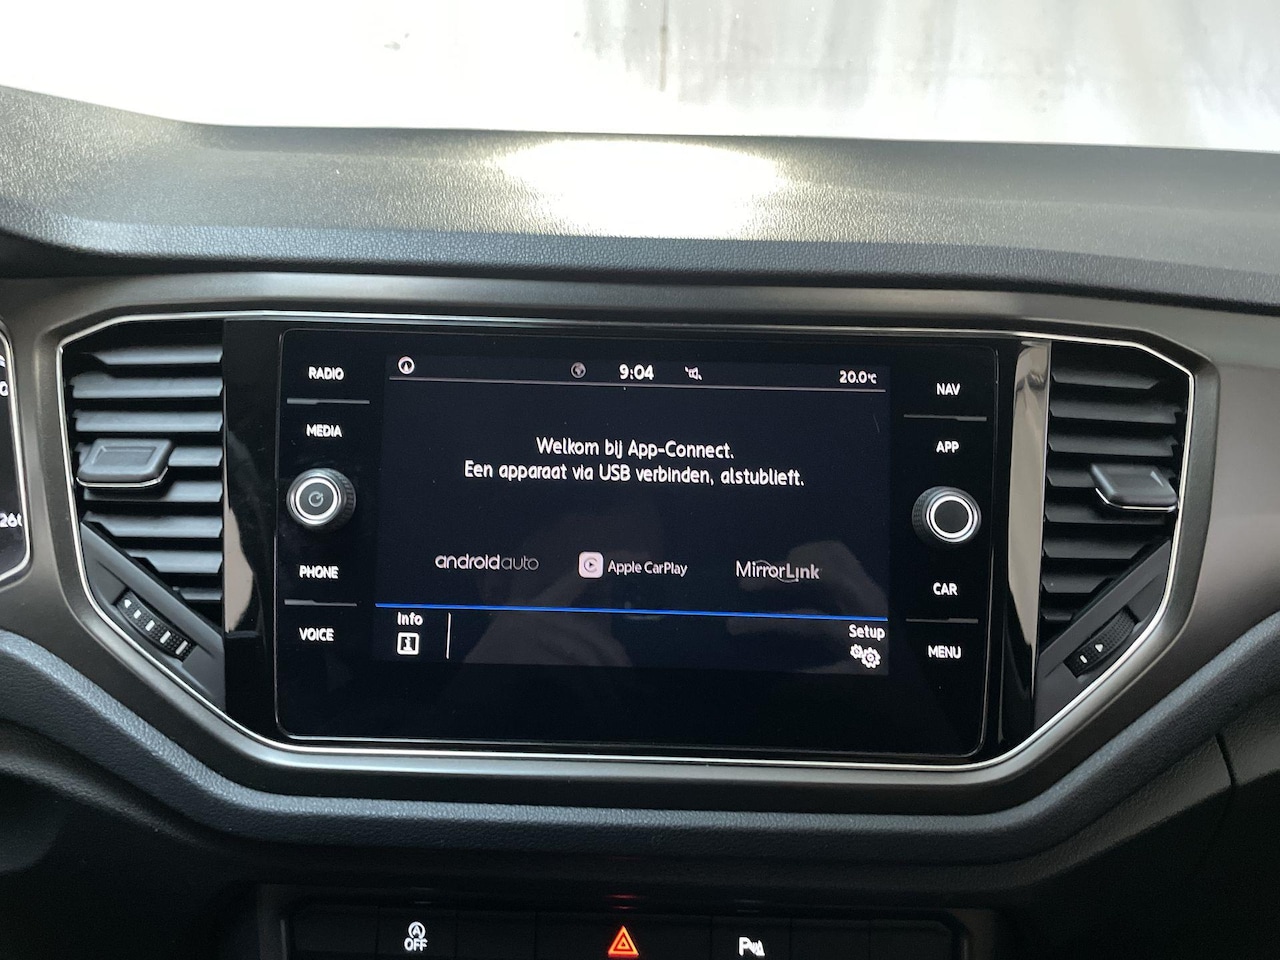 RADIO
MEDIA
PHONE
VOICE
9:04
20.0°C
Welkom bij App-Connect.
Een apparaat via USB verbinden, alstublieft.
androidauto
Apple CarPlay
MirrorLink
Info
Setup
NAV
APP
CAR
MENU
A
OFF